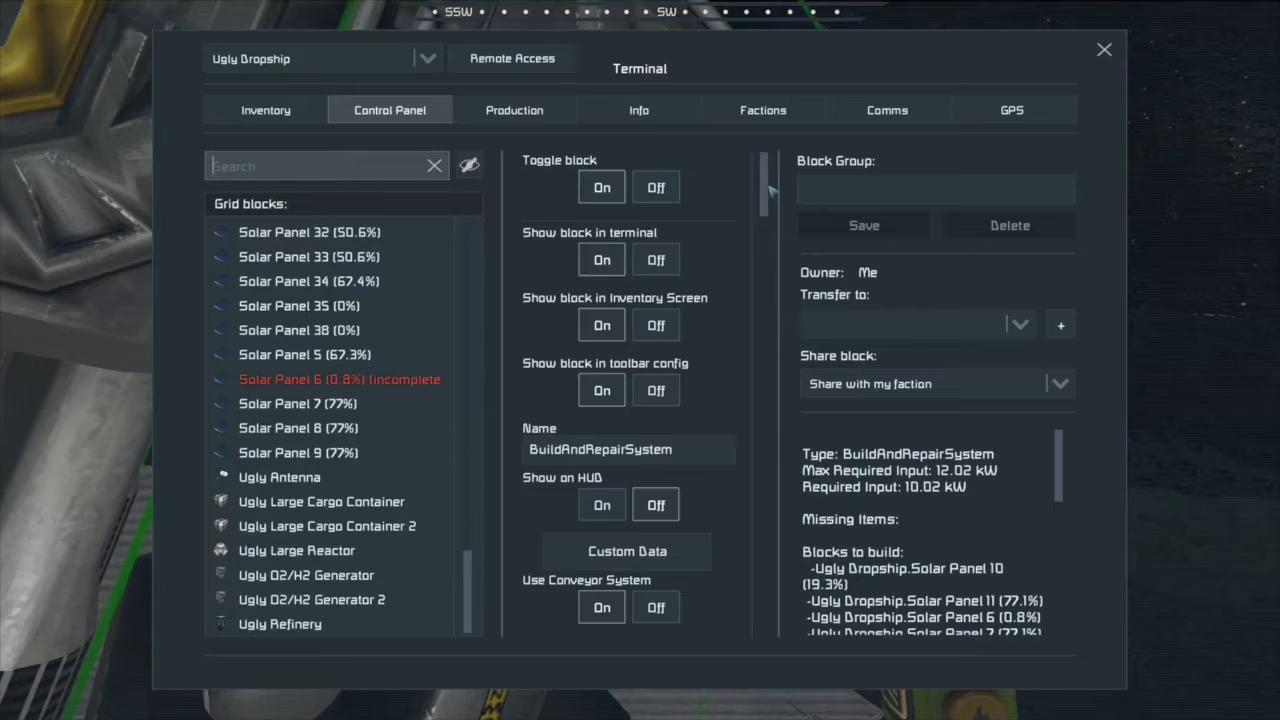 SSW
SW
Ugly Dropship
Remote Access
Terminal
Inventory
Control Panel
Production
Info
Factions
Comms
GPS
Search
Grid blocks:
Solar Panel 32 (50.6%)
Solar Panel 33 (50.6%)
Solar Panel 34 (67.4%)
Solar Panel 35 (0%)
Solar Panel 38 (0%)
Solar Panel 5 (67.3%)
Solar Panel 6 (0.8%) (incomplete
Solar Panel 7 (77%)
Solar Panel 8 (77%)
Solar Panel 9 (77%)
Ugly Antenna
Ugly Large Cargo Container
Ugly Large Cargo Container 2
Ugly Large Reactor
Ugly O2/H2 Generator
Ugly O2/H2 Generator 2
Ugly Refinery
Toggle block
On Off
Show block in terminal
On Off
Show block in Inventory Screen
On Off
Show block in toolbar config
On Off
Name
BuildAndRepairSystem
Show on HUD
On Off
Custom Data
Use Conveyor System
On Off
Block Group:
Save Delete
Owner: Me
Transfer to:
+
Share block:
Share with my faction
Type: BuildAndRepairSystem
Max Required Input: 12.02 kW
Required Input: 10.02 kW
Missing Items:
Blocks to build:
-Ugly Dropship.Solar Panel 10
(19.3%)
-Ugly Dropship.Solar Panel 11 (77.1%)
-Ugly Dropship.Solar Panel 6 (0.8%)
-Ugly Dropship.Solar Panel 7 (77.1%)